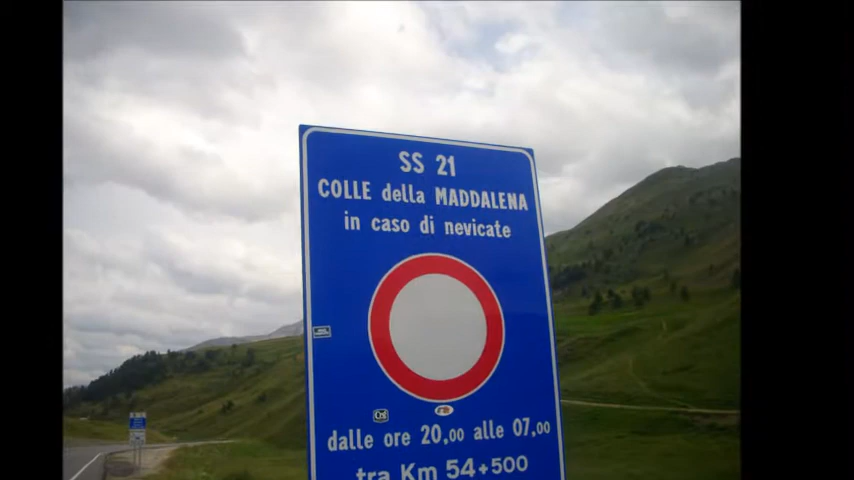 SS 21
COLLE della MADDALENA
in caso di nevicate
dalle ore 20,00 alle 07,00
tra Km 54+500